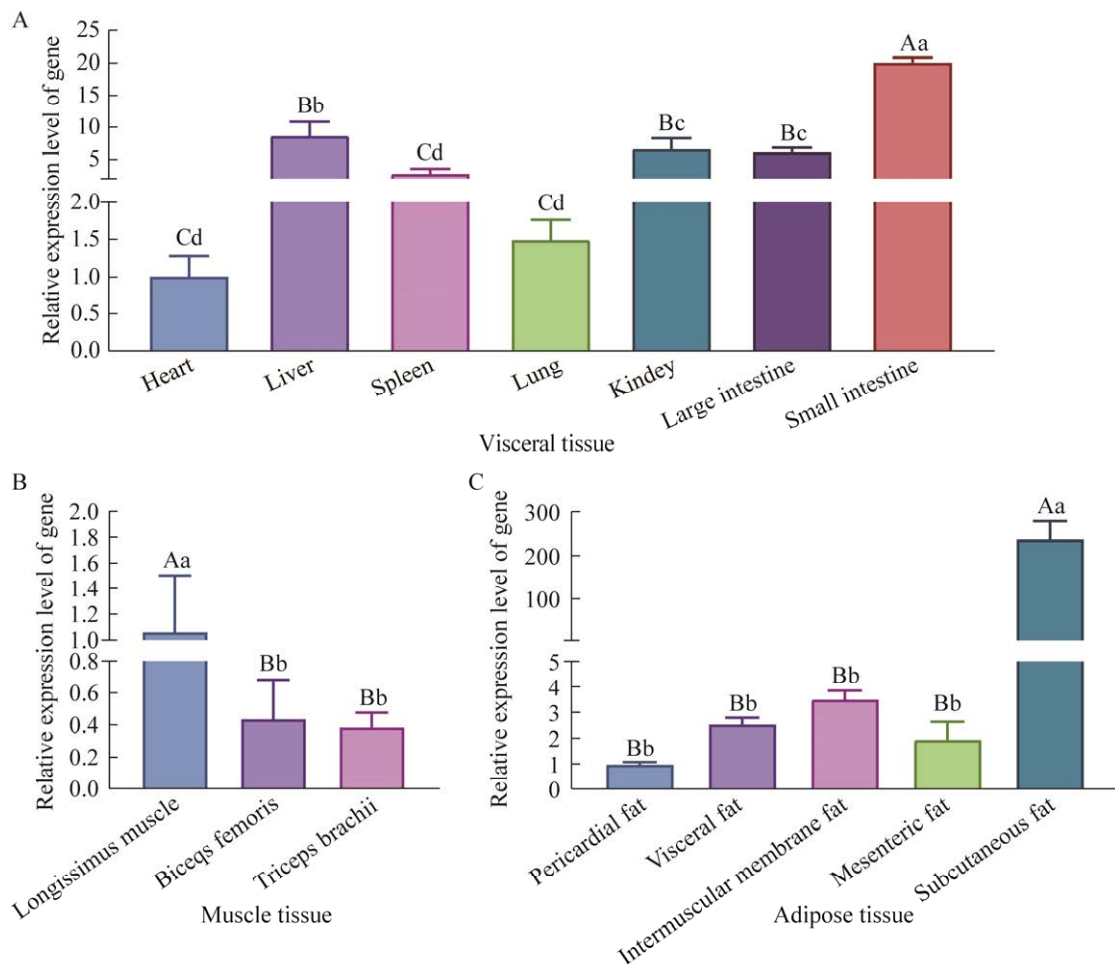 A
Relative expression level of gene
25
20
15
10
5
2.0
1.5
1.0
0.5
0.0
Cd
Bb
Cd
Cd
Bc
Bc
Aa
Heart
Liver
Spleen
Lung
Kindey
Large intestine
Small intestine
Visceral tissue
B
Relative expression level of gene
2.0
1.8
1.6
1.4
1.2
1.0
0.8
0.6
0.4
0.2
0.0
Aa
Bb
Bb
Longissimus muscle
Biceqs femoris
Triceps brachii
Muscle tissue
C
Relative expression level of gene
300
200
100
5
4
3
2
1
0
Bb
Bb
Bb
Bb
Aa
Pericardial fat
Visceral fat
Intermuscular membrane fat
Mesenteric fat
Subcutaneous fat
Adipose tissue